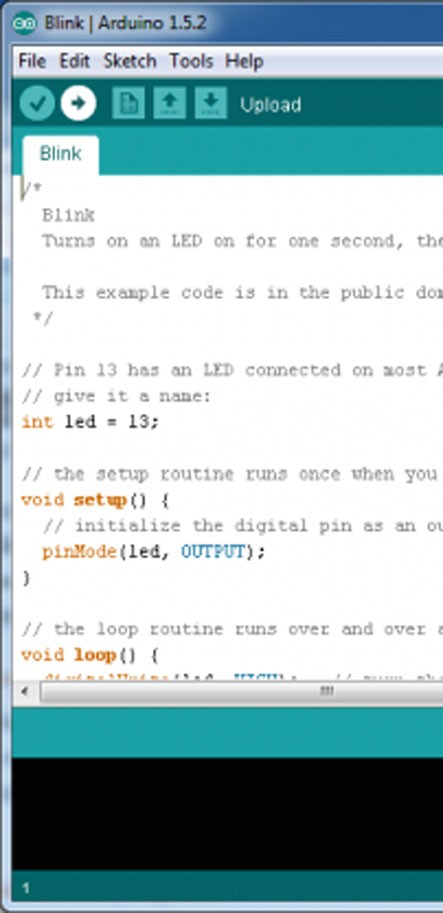 Blink | Arduino 1.5.2
File Edit Sketch Tools Help
Upload
Blink
/*
  Blink
  Turns on an LED on for one second, the

  This example code is in the public dom
 */

// Pin 13 has an LED connected on most A
// give it a name:
int led = 13;

// the setup routine runs once when you
void setup() {
  // initialize the digital pin as an ou
  pinMode(led, OUTPUT);
}

// the loop routine runs over and over a
void loop() {
1